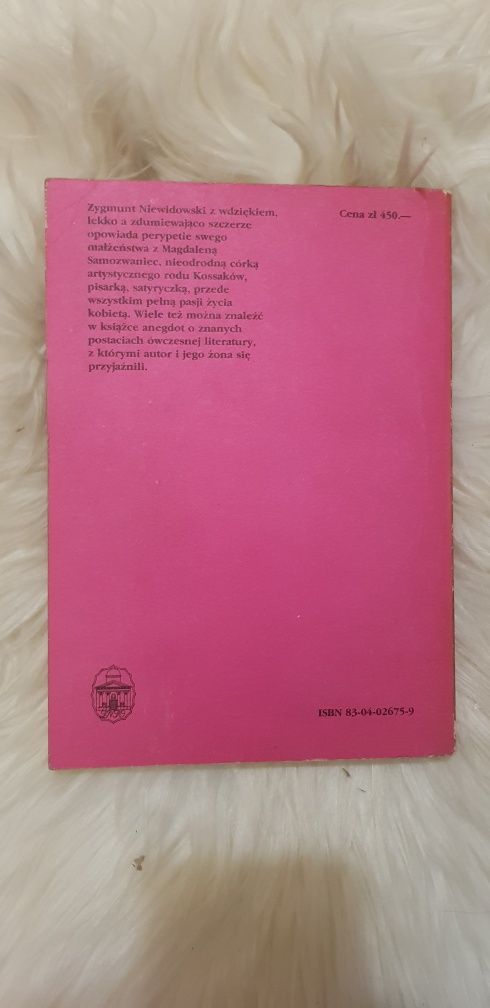 Zygmunt Niewidowski z wdziękiem,
lekko a zdumiewająco szczerze
opowiada perypetie swego
małżeństwa z Magdaleną
Samozwaniec, nieodrodną córką
artystycznego rodu Kossaków,
pisarką, satyryczką, przede
wszystkim pełną pasji życia
kobietą. Wiele też można znaleźć
w książce anegdot o znanych
postaciach ówczesnej literatury,
z którymi autor i jego żona się
przyjaźnili.
Cena zł 450.—
ISBN 83-04-02675-9